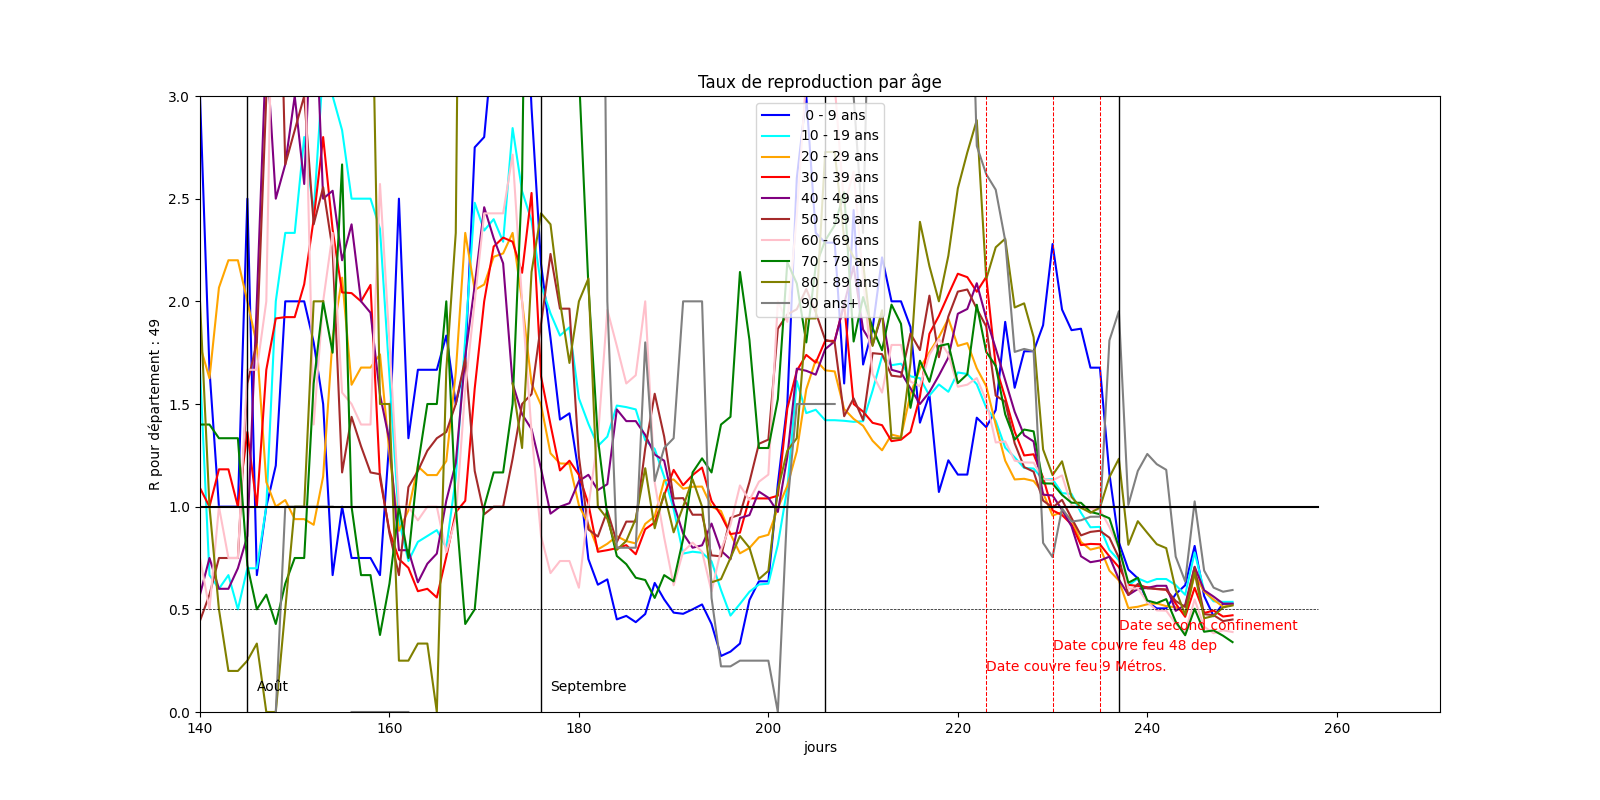 Taux de reproduction par âge
R pour département : 49
3.0
2.5
2.0
1.5
1.0
0.5
0.0
0 - 9 ans
10 - 19 ans
20 - 29 ans
30 - 39 ans
40 - 49 ans
50 - 59 ans
60 - 69 ans
70 - 79 ans
80 - 89 ans
90 ans+
Date second confinement
Date couvre feu 48 dep
Date couvre feu 9 Métros.
Août
Septembre
140
160
180
200
220
240
260
jours